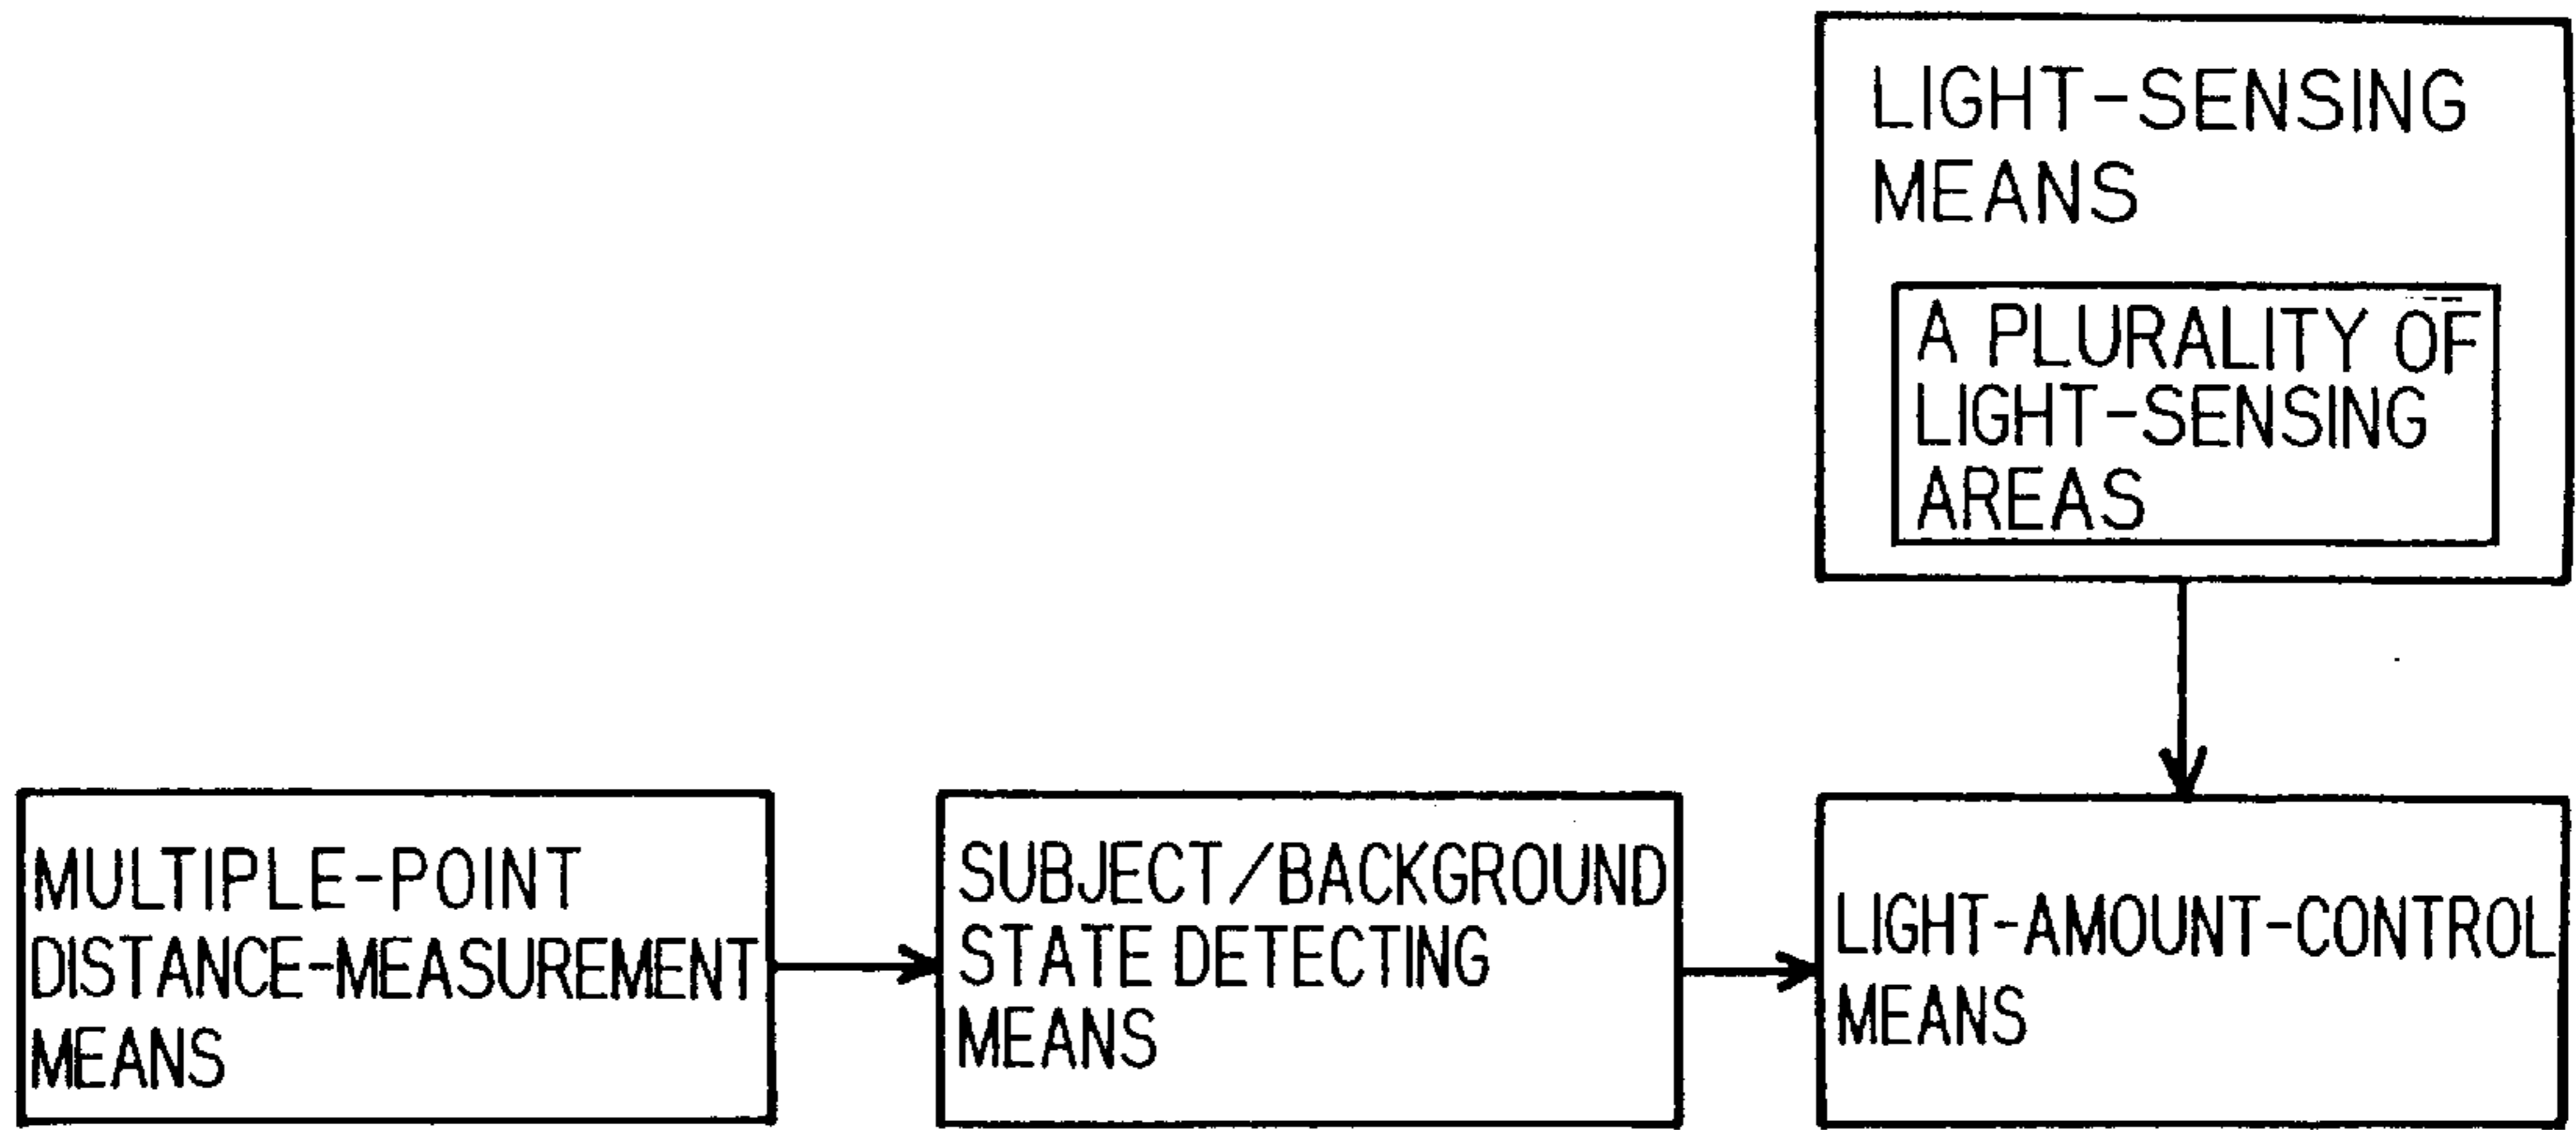 LIGHT-SENSING
MEANS
A PLURALITY OF
LIGHT-SENSING
AREAS
MULTIPLE-POINT
DISTANCE-MEASUREMENT
MEANS
SUBJECT/BACKGROUND
STATE DETECTING
MEANS
LIGHT-AMOUNT-CONTROL
MEANS